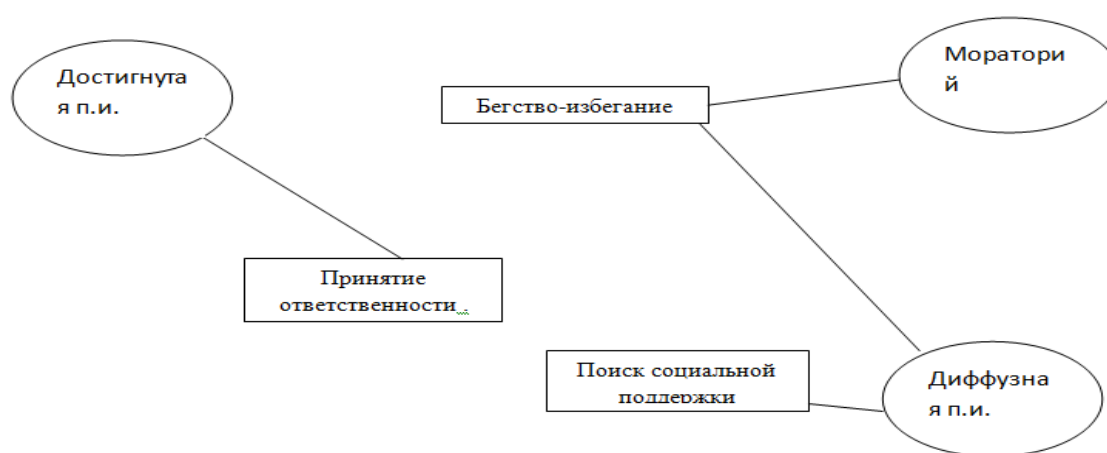 Достигнута
я п.и.
Моратори
й
Бегство-избегание
Принятие
ответственности .
Поиск социальной
поддержки
Диффузна
я п.и.